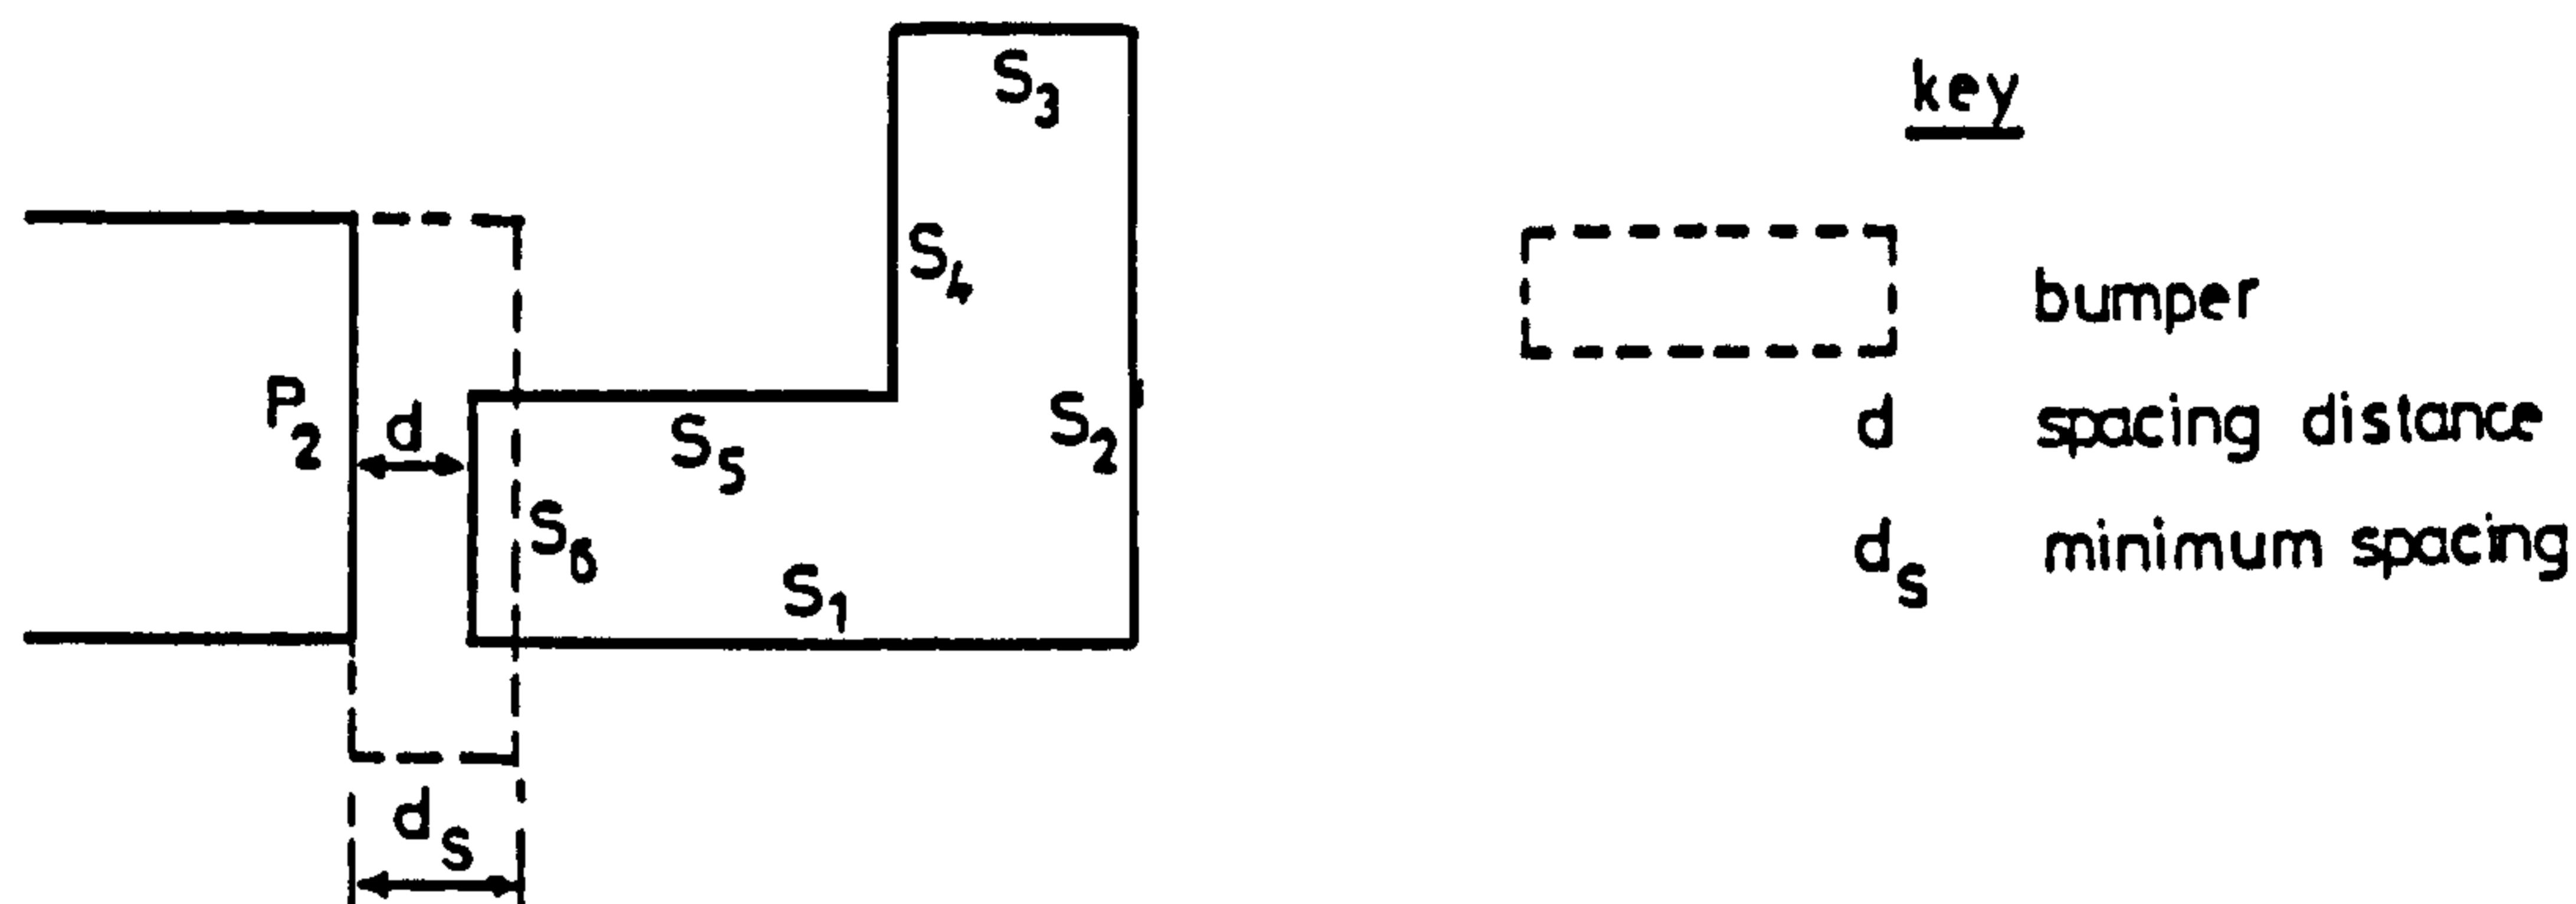 S3
key
S4
bumper
P2
d
S5
S2
d spacing distance
S6
S1
ds minimum spacing
ds